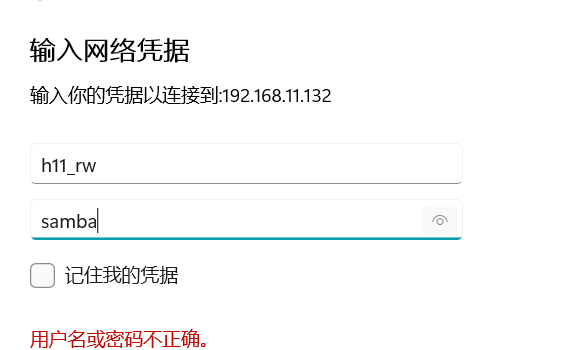 输入网络凭据
输入你的凭据以连接到:192.168.11.132
h11_rw
samba
记住我的凭据
用户名或密码不正确。